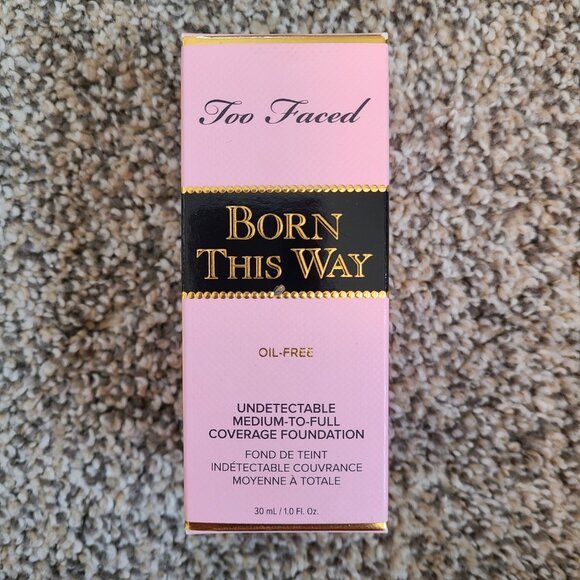 Too Faced
BORN
THIS WAY
OIL-FREE
UNDETECTABLE
MEDIUM-TO-FULL
COVERAGE FOUNDATION
FOND DE TEINT
INDÉTECTABLE COUVRANCE
MOYENNE À TOTALE
30 mL / 1.0 Fl. Oz.